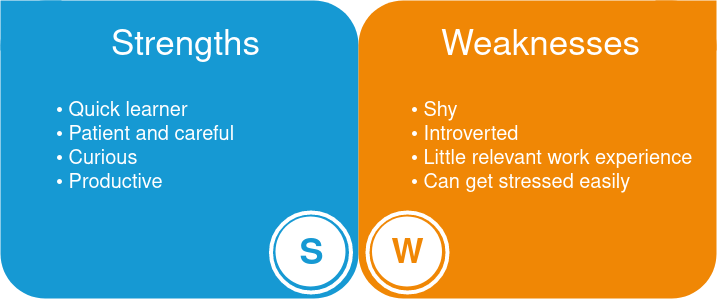 Strengths
• Quick learner
• Patient and careful
• Curious
• Productive
S
Weaknesses
• Shy
• Introverted
• Little relevant work experience
• Can get stressed easily
W